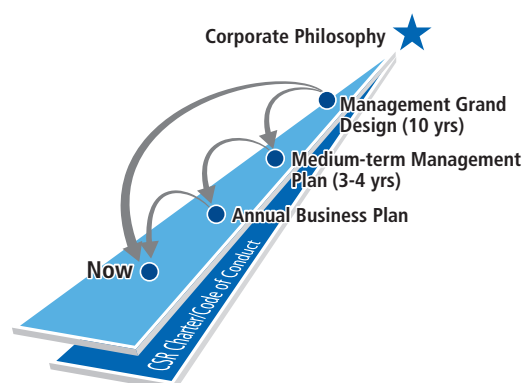 Corporate Philosophy
Management Grand
Design (10 yrs)
Medium-term Management
Plan (3-4 yrs)
Annual Business Plan
Now
CSR Charter/Code of Conduct